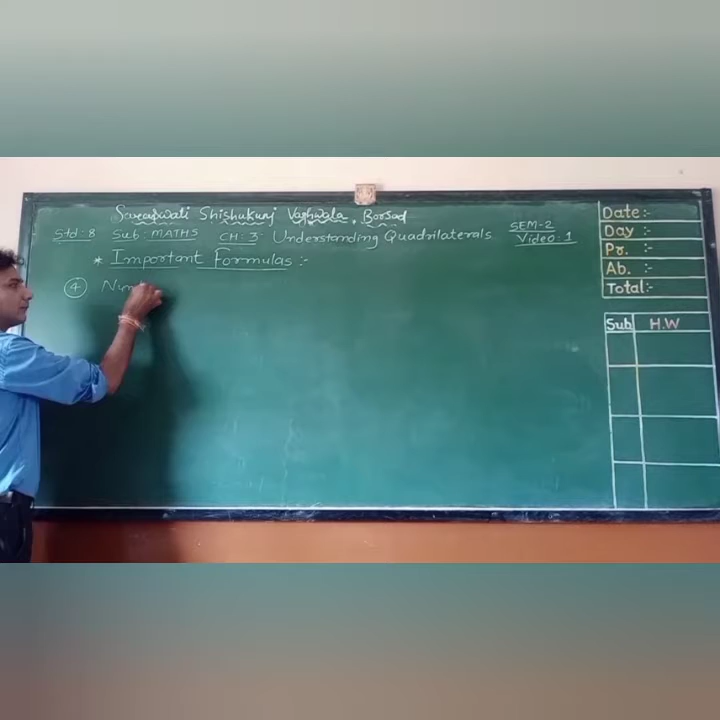 Saraswati Shishukunj Vaghwala, Borsad
Std:-8 Sub: MATHS CH: 3: Understanding Quadrilaterals SEM-2 Video: 1
* Important Formulas :-
④ Num
Date:-
Day :-
Pr. :-
Ab. :-
Total:-
Sub H.W